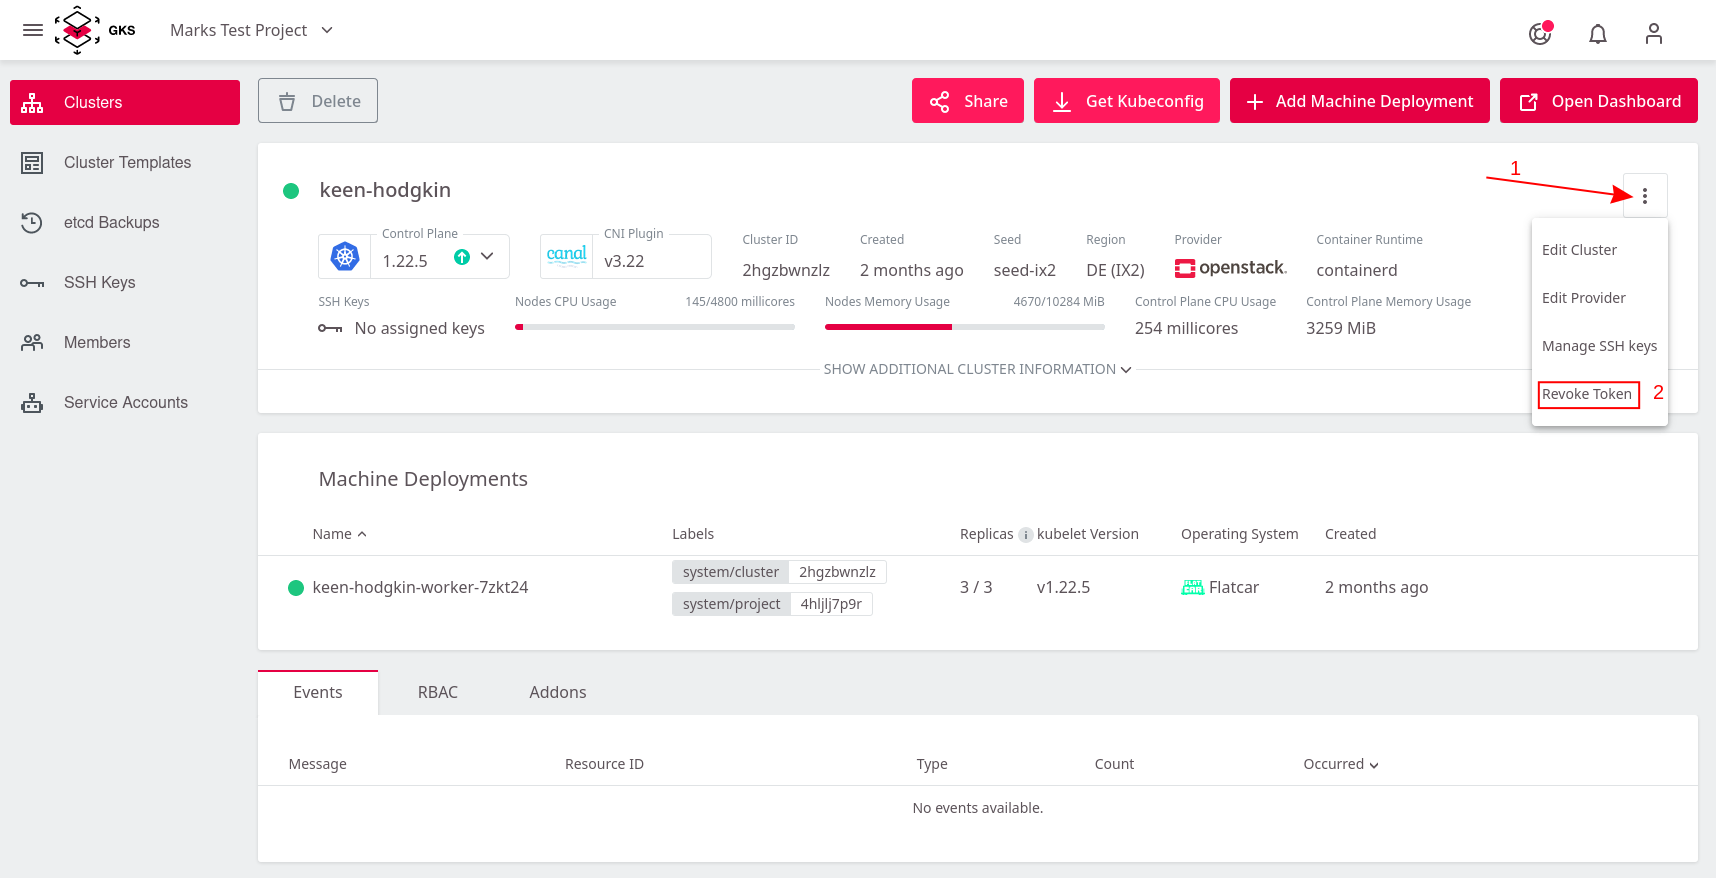 GKS
Marks Test Project
Clusters
Cluster Templates
etcd Backups
SSH Keys
Members
Service Accounts
Delete
Share
Get Kubeconfig
Add Machine Deployment
Open Dashboard
1
keen-hodgkin
Control Plane
1.22.5
CNI Plugin
canal
v3.22
Cluster ID
2hgzbwnzlz
Created
2 months ago
Seed
seed-ix2
Region
DE (IX2)
Provider
openstack.
Container Runtime
containerd
SSH Keys
No assigned keys
Nodes CPU Usage 145/4800 millicores
Nodes Memory Usage 4670/10284 MiB
Control Plane CPU Usage
254 millicores
Control Plane Memory Usage
3259 MiB
SHOW ADDITIONAL CLUSTER INFORMATION
Edit Cluster
Edit Provider
Manage SSH keys
Revoke Token 2
Machine Deployments
Name Labels Replicas i kubelet Version Operating System Created
keen-hodgkin-worker-7zkt24
system/cluster 2hgzbwnzlz
system/project 4hljlj7p9r
3 / 3
v1.22.5
FLAT
CAR
Flatcar
2 months ago
Events RBAC Addons
Message Resource ID Type Count Occurred
No events available.